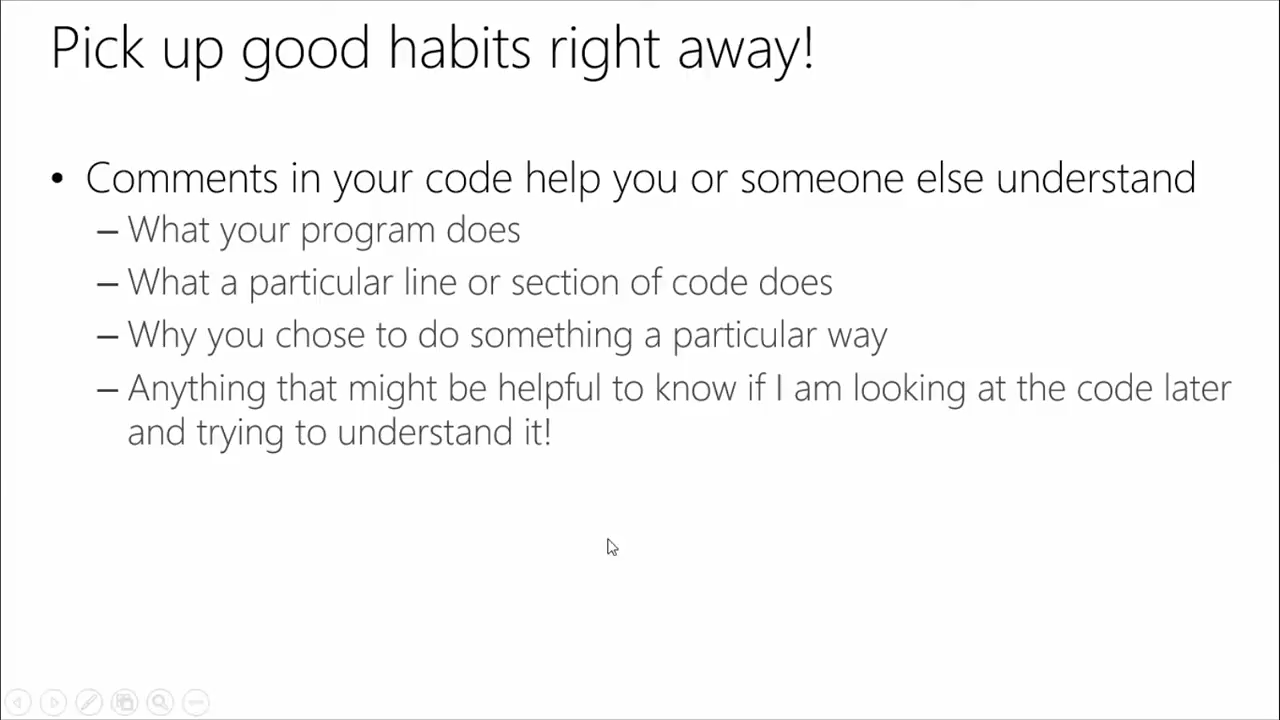 Pick up good habits right away!
• Comments in your code help you or someone else understand
– What your program does
– What a particular line or section of code does
– Why you chose to do something a particular way
– Anything that might be helpful to know if I am looking at the code later
and trying to understand it!